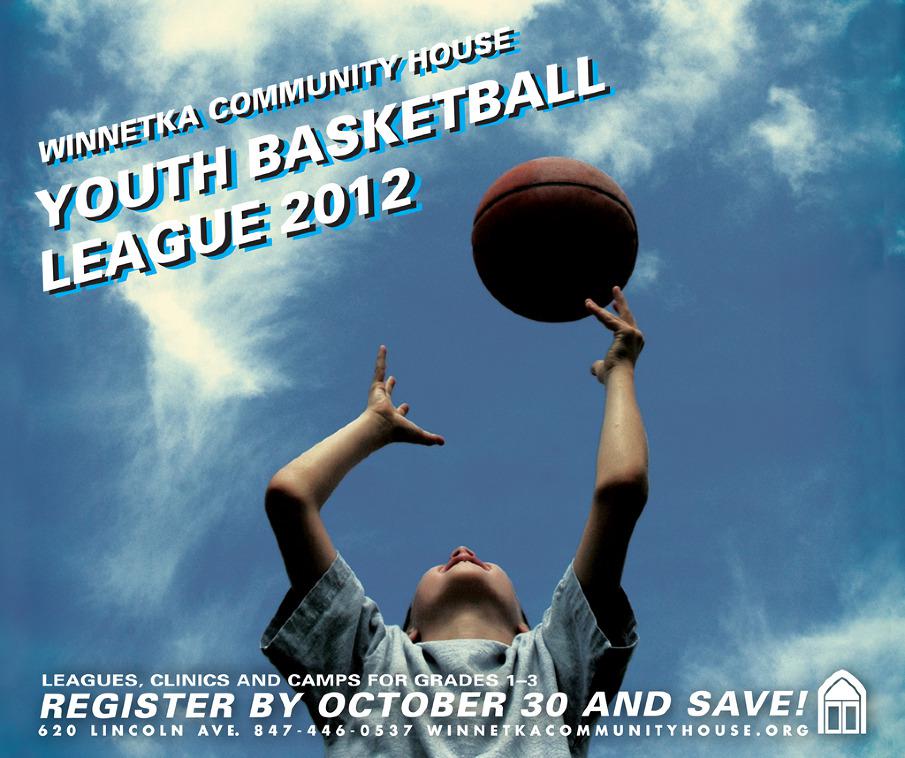 WINNETKA COMMUNITY HOUSE
YOUTH BASKETBALL
LEAGUE 2012
LEAGUES, CLINICS AND CAMPS FOR GRADES 1–3
REGISTER BY OCTOBER 30 AND SAVE!
620 LINCOLN AVE. 847-446-0537 WINNETKACOMMUNITYHOUSE.ORG